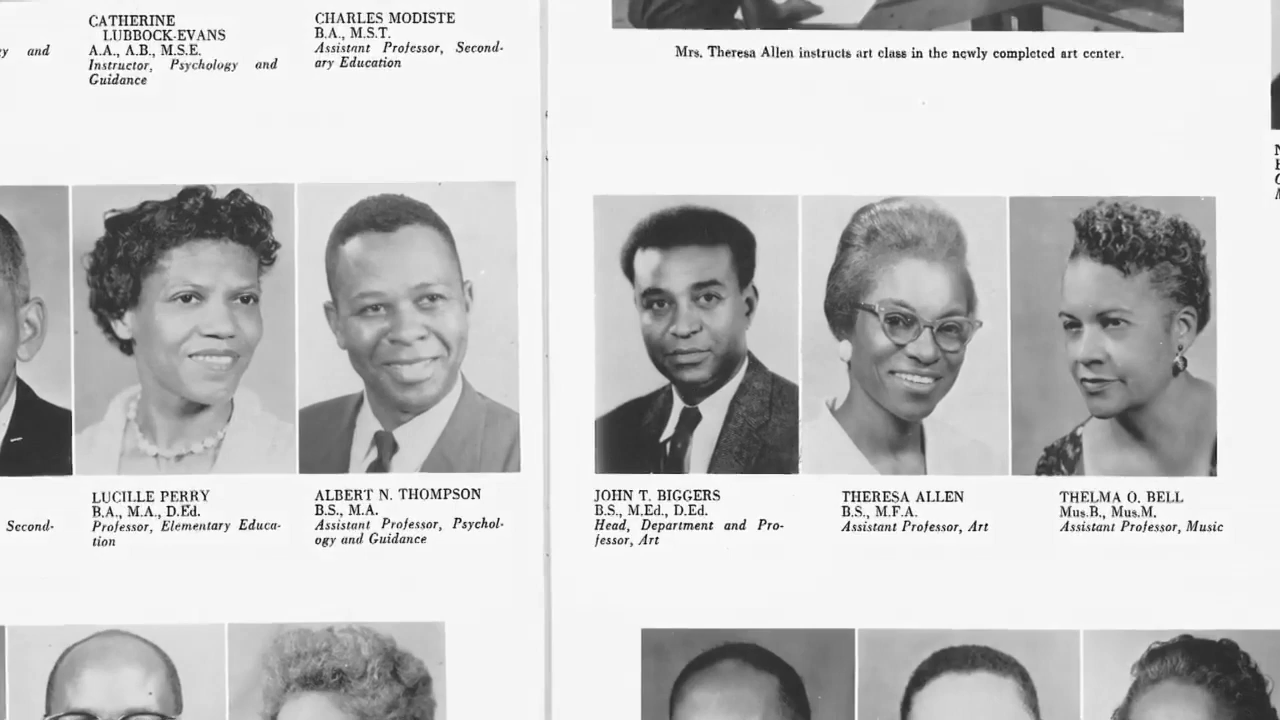 CATHERINE
LUBBOCK-EVANS
A.A., A.B., M.S.E.
Instructor, Psychology and
Guidance
CHARLES MODISTE
B.A., M.S.T.
Assistant Professor, Second-
ary Education
and
Mrs. Theresa Allen instructs art class in the newly completed art center.
Second-
LUCILLE PERRY
B.A., M.A., D.Ed.
Professor, Elementary Educa-
tion
ALBERT N. THOMPSON
B.S., M.A.
Assistant Professor, Psychol-
ogy and Guidance
JOHN T. BIGGERS
B.S., M.Ed., D.Ed.
Head, Department and Pro-
fessor, Art
THERESA ALLEN
B.S., M.F.A.
Assistant Professor, Art
THELMA O. BELL
Mus.B., Mus.M.
Assistant Professor, Music